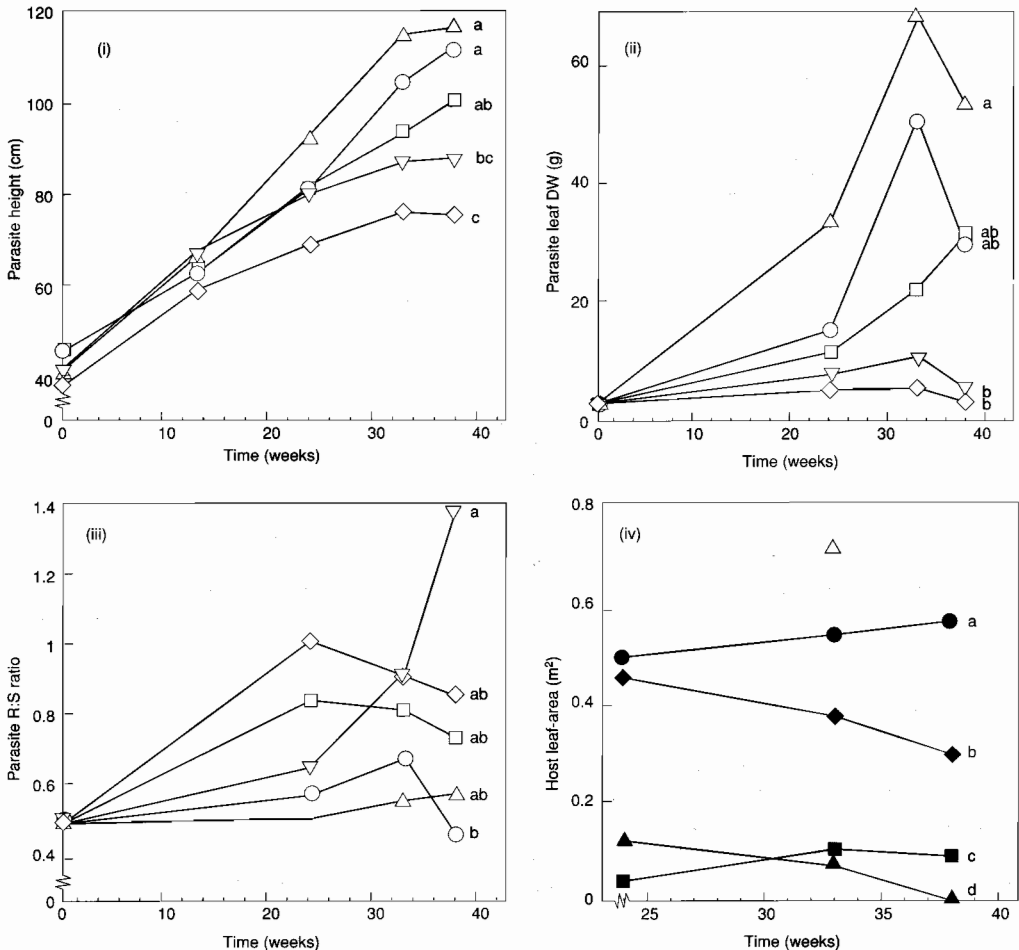 (i)
Parasite height (cm)
120
100
80
60
40
0
a
a
ab
bc
c
0 10 20 30 40
Time (weeks)
(ii)
Parasite leaf DW (g)
60
40
20
0
a
ab
ab
b
b
0 10 20 30 40
Time (weeks)
(iii)
Parasite R:S ratio
1.4
1.2
1
0.8
0.6
0.4
0
a
ab
ab
ab
b
0 10 20 30 40
Time (weeks)
(iv)
Host leaf-area (m²)
0.8
0.6
0.4
0.2
0
a
b
c
d
25 30 35 40
Time (weeks)